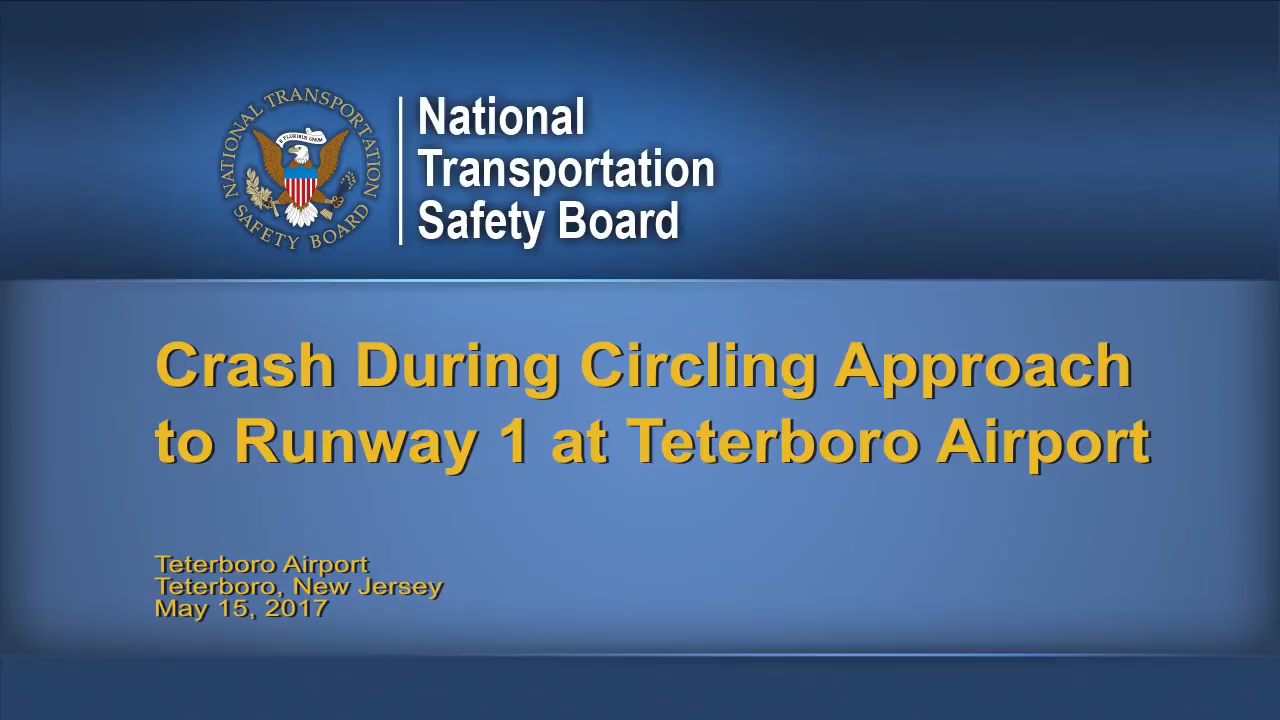 NATIONAL TRANSPORTATION SAFETY BOARD
E PLURIBUS UNUM
National
Transportation
Safety Board
Crash During Circling Approach
to Runway 1 at Teterboro Airport
Teterboro Airport
Teterboro, New Jersey
May 15, 2017